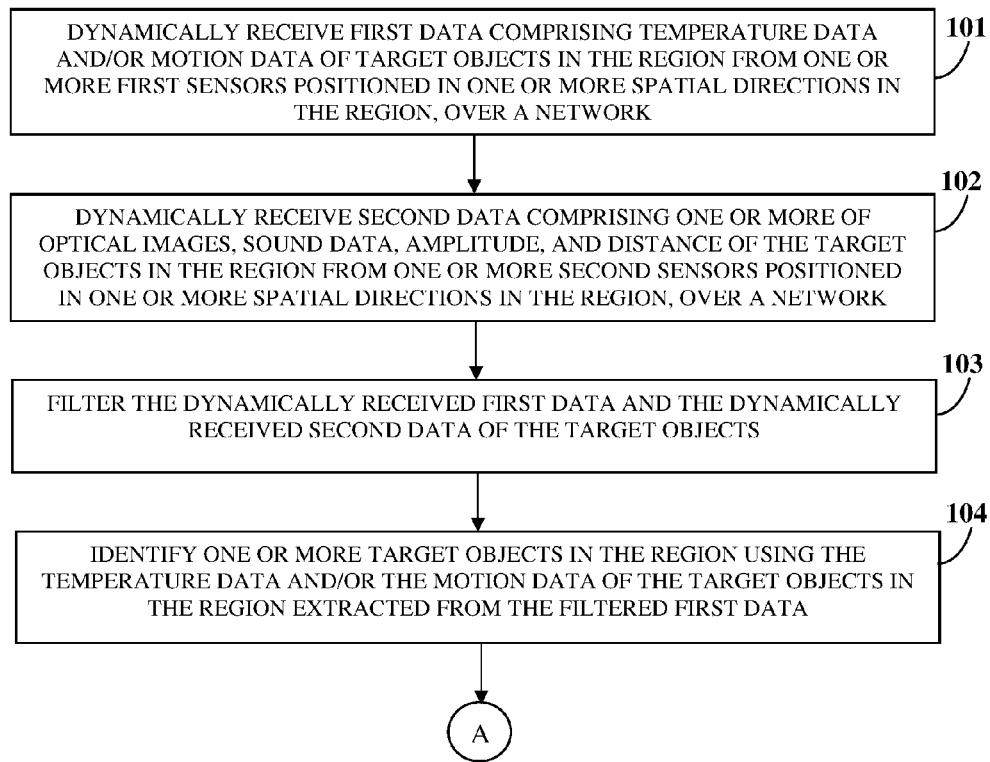 DYNAMICALLY RECEIVE FIRST DATA COMPRISING TEMPERATURE DATA
AND/OR MOTION DATA OF TARGET OBJECTS IN THE REGION FROM ONE OR
MORE FIRST SENSORS POSITIONED IN ONE OR MORE SPATIAL DIRECTIONS IN
THE REGION, OVER A NETWORK
101
DYNAMICALLY RECEIVE SECOND DATA COMPRISING ONE OR MORE OF
OPTICAL IMAGES, SOUND DATA, AMPLITUDE, AND DISTANCE OF THE TARGET
OBJECTS IN THE REGION FROM ONE OR MORE SECOND SENSORS POSITIONED
IN ONE OR MORE SPATIAL DIRECTIONS IN THE REGION, OVER A NETWORK
102
FILTER THE DYNAMICALLY RECEIVED FIRST DATA AND THE DYNAMICALLY
RECEIVED SECOND DATA OF THE TARGET OBJECTS
103
IDENTIFY ONE OR MORE TARGET OBJECTS IN THE REGION USING THE
TEMPERATURE DATA AND/OR THE MOTION DATA OF THE TARGET OBJECTS IN
THE REGION EXTRACTED FROM THE FILTERED FIRST DATA
104
A